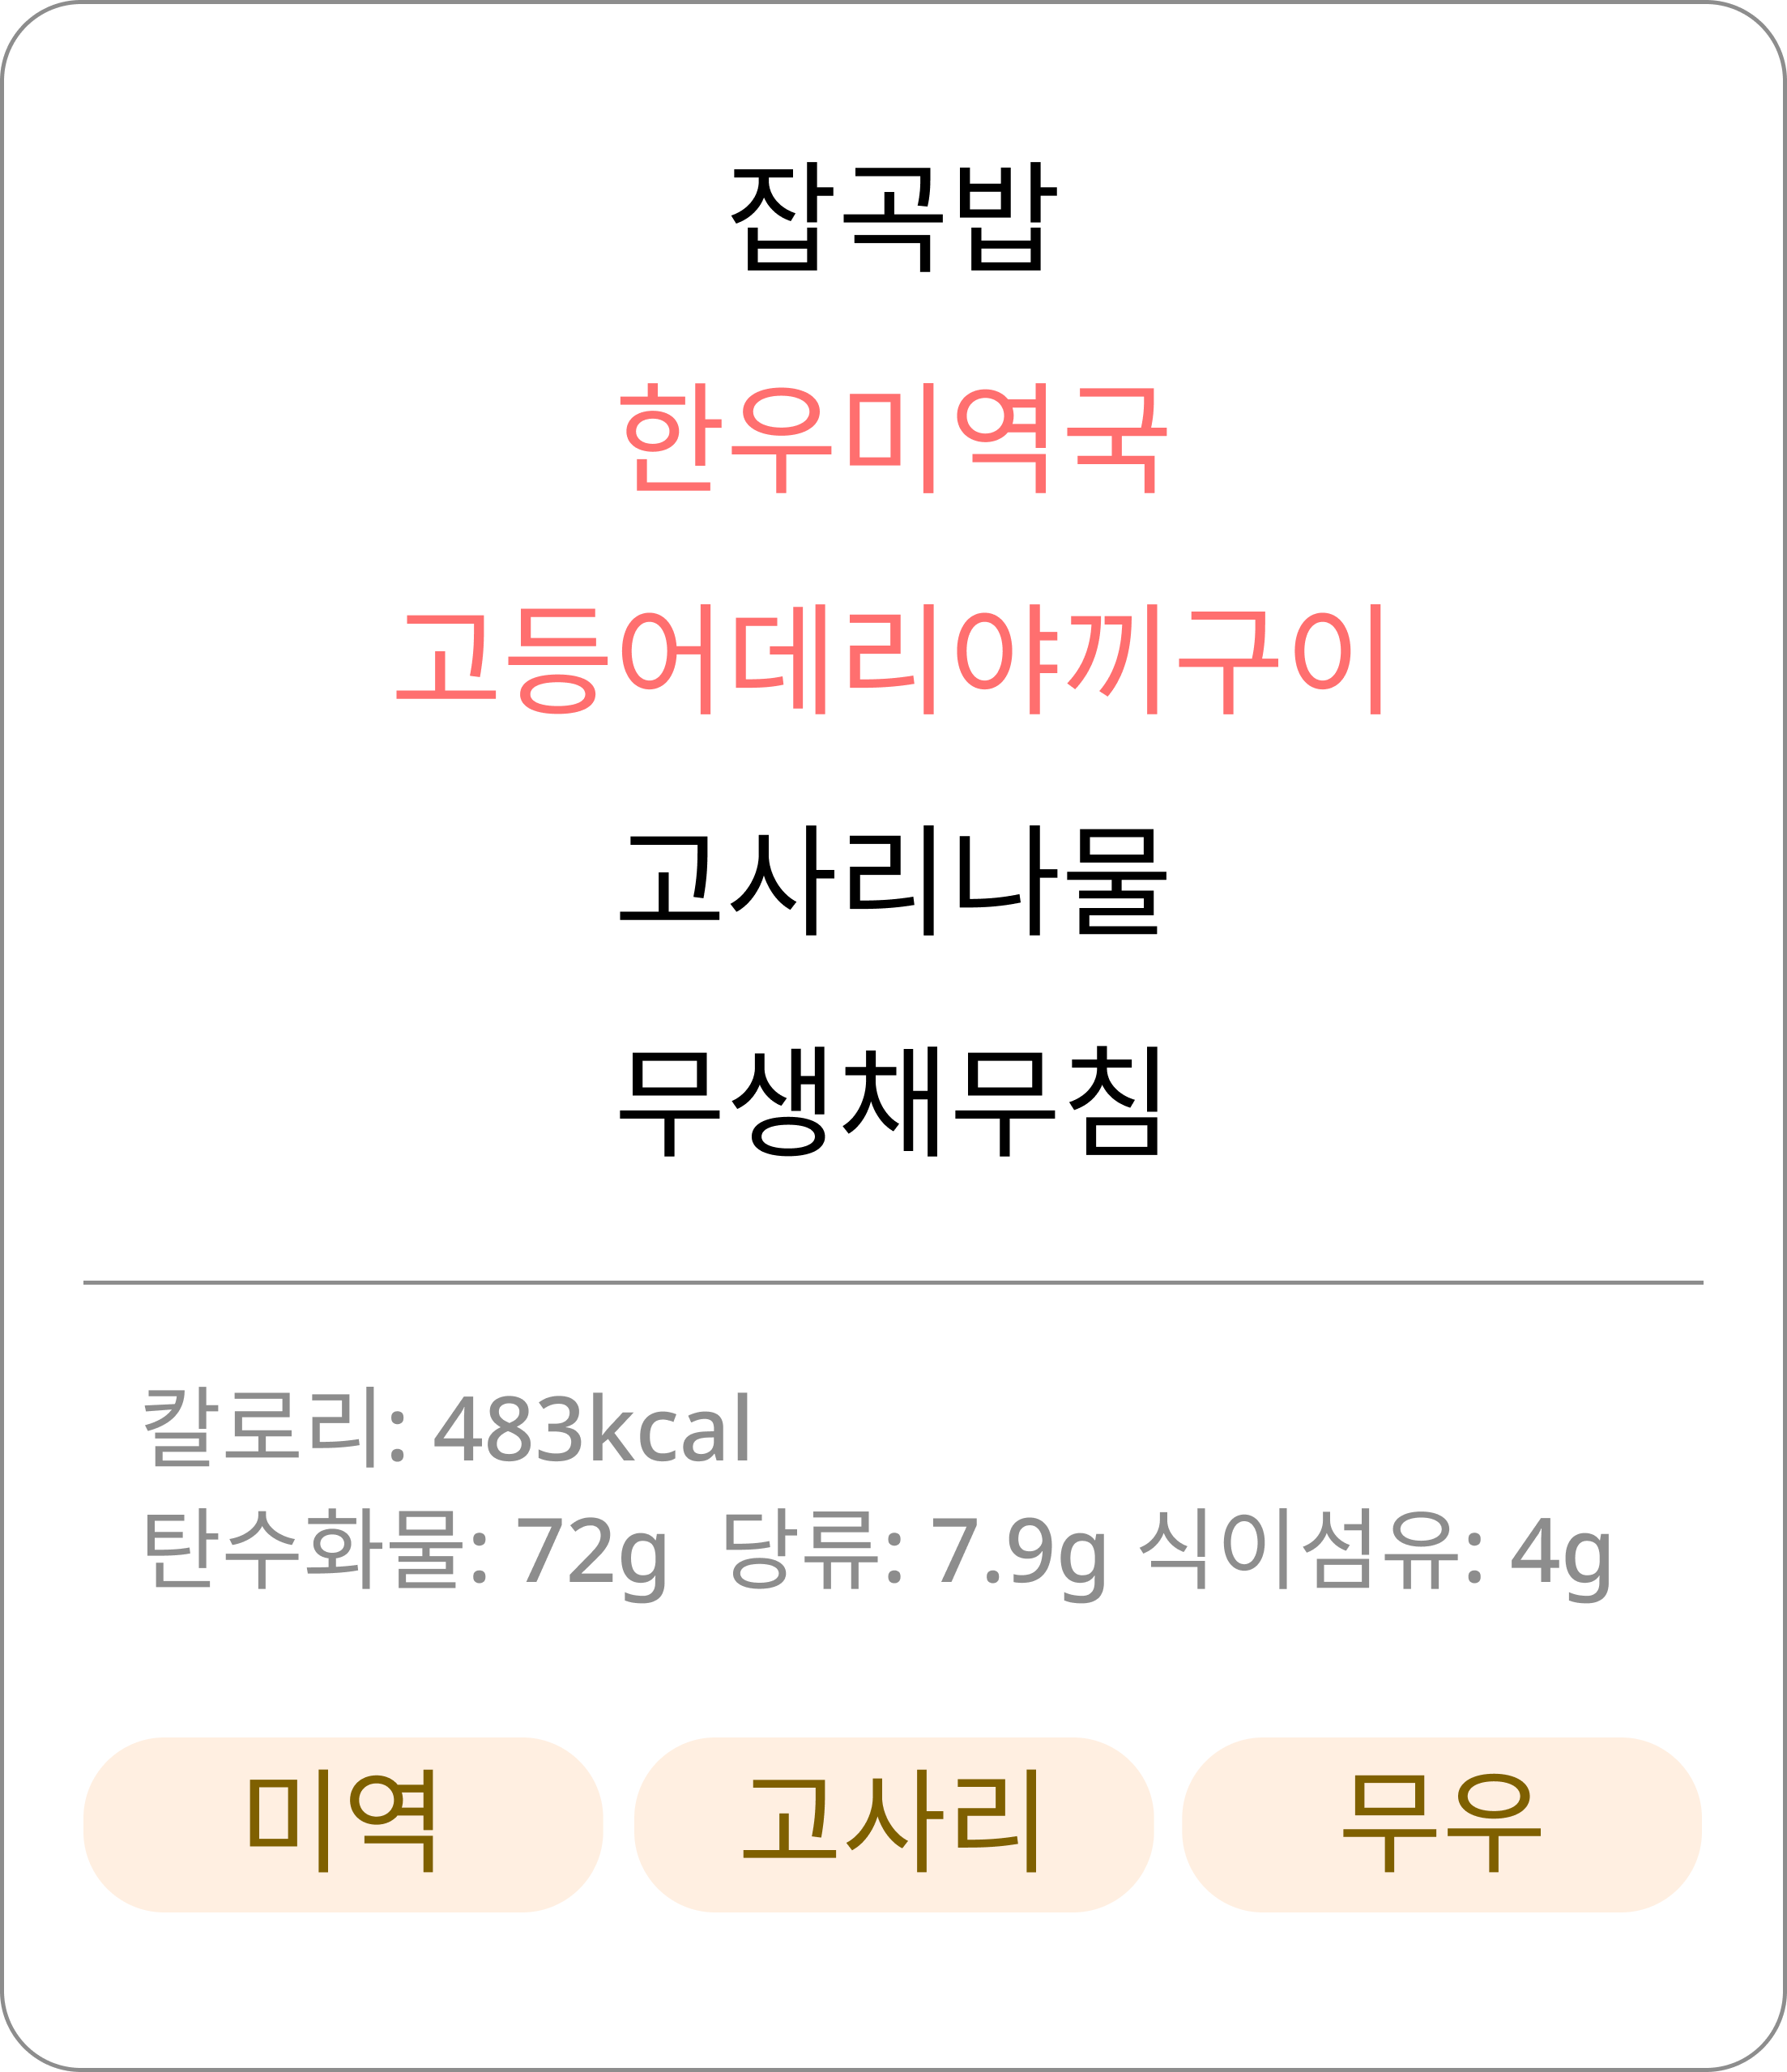 잡곡밥
한우미역국
고등어데리야끼구이
고사리나물
무생채무침
칼로리: 483kcal
탄수화물: 72g 당류: 7.9g 식이섬유: 4g
미역 고사리 무우